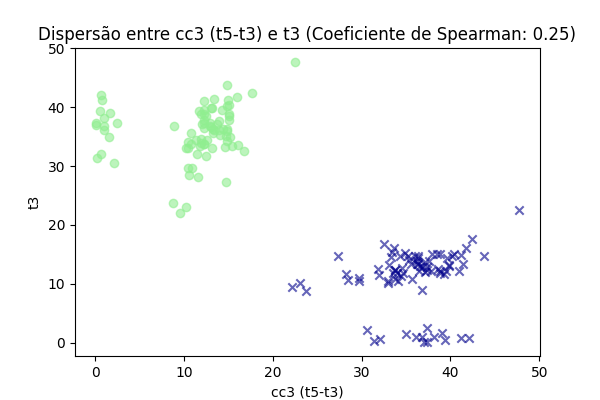 Dispersão entre cc3 (t5-t3) e t3 (Coeficiente de Spearman: 0.25)
50
40
30
20
10
0
t3
0 10 20 30 40 50
cc3 (t5-t3)